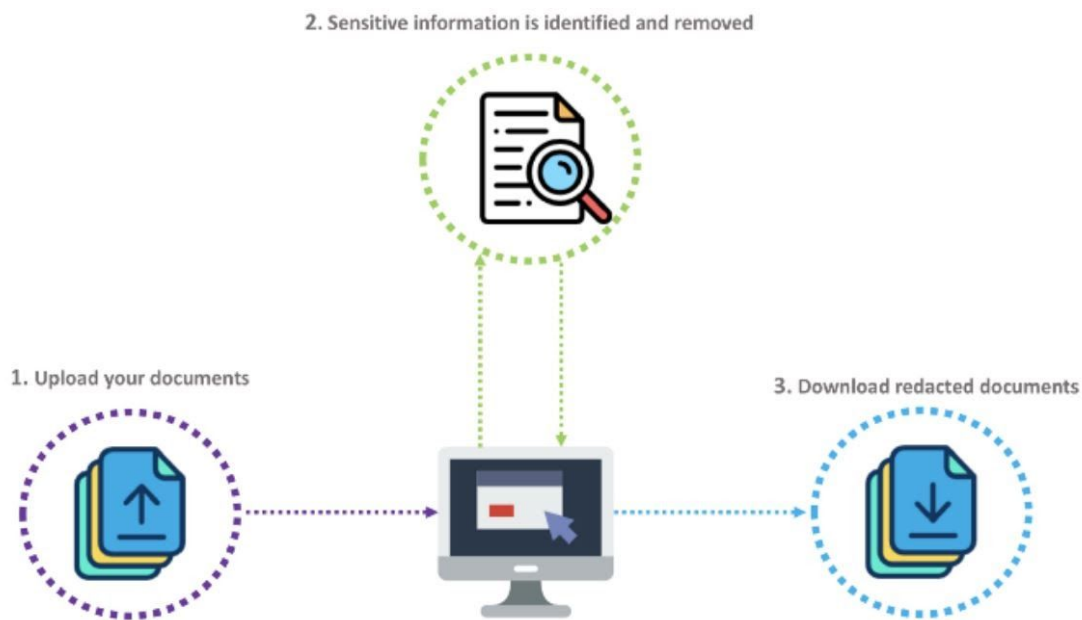 2. Sensitive information is identified and removed
1. Upload your documents
3. Download redacted documents